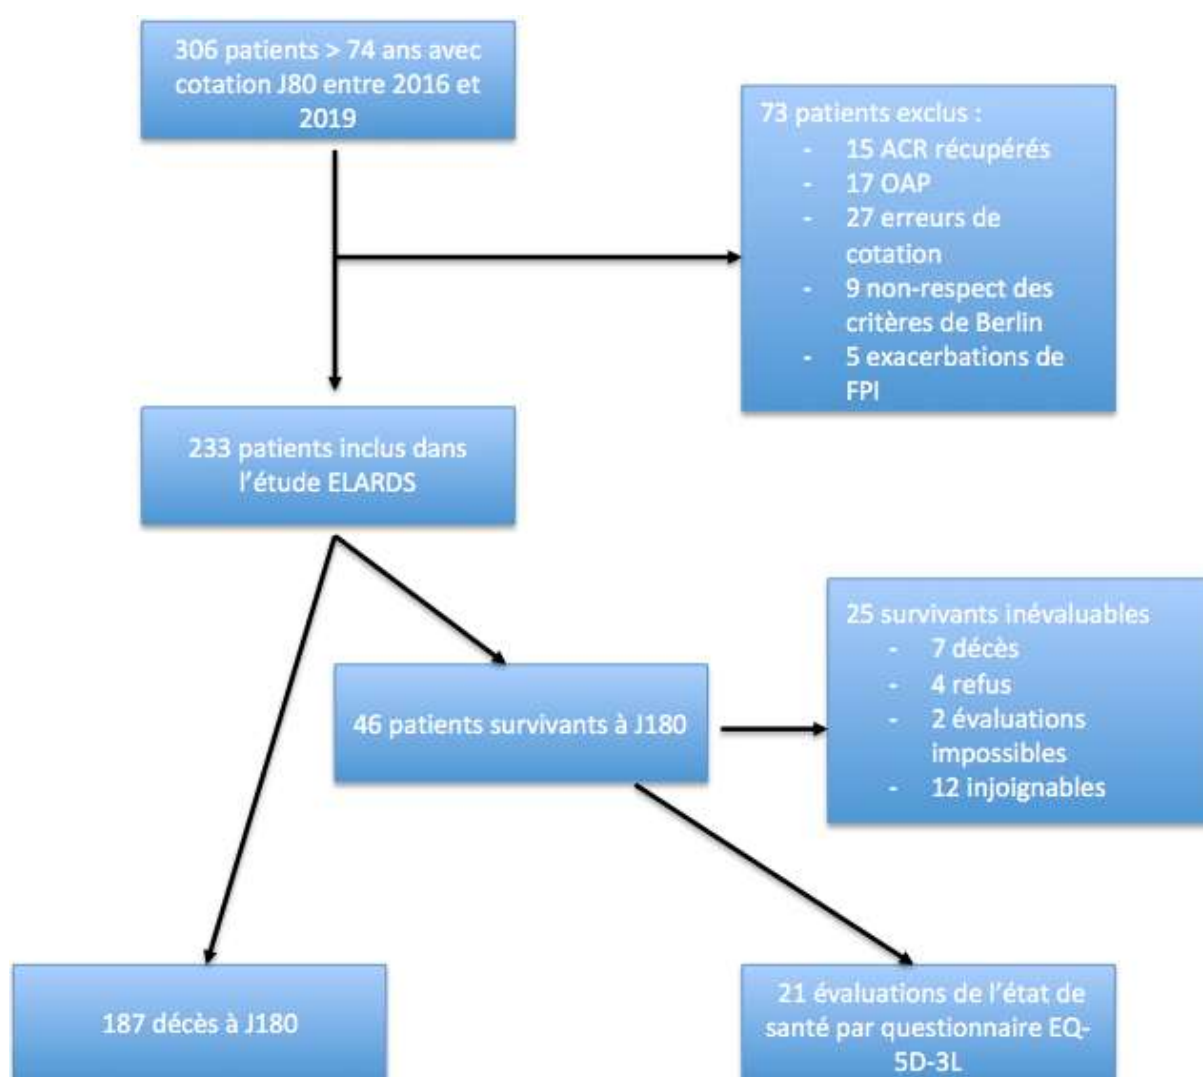 306 patients > 74 ans avec
cotation J80 entre 2016 et
2019
73 patients exclus :
- 15 ACR récupérés
- 17 OAP
- 27 erreurs de
cotation
- 9 non-respect des
critères de Berlin
- 5 exacerbations de
FPI
233 patients inclus dans
l'étude ELARDS
25 survivants inévaluables
- 7 décès
- 4 refus
- 2 évaluations
impossibles
- 12 injoignables
46 patients survivants à J180
187 décès à J180
21 évaluations de l'état de
santé par questionnaire EQ-
5D-3L